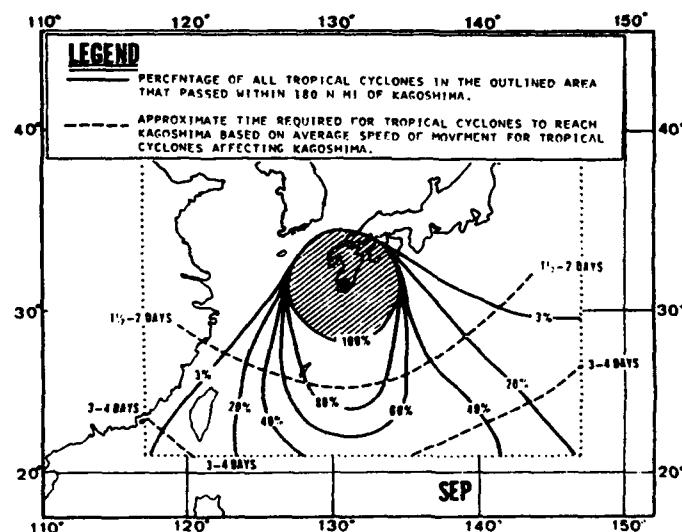 110° 120° 130° 140° 150°
LEGEND
PERCENTAGE OF ALL TROPICAL CYCLONES IN THE OUTLINED AREA
THAT PASSED WITHIN 180 N MI OF KAGOSHIMA.
APPROXIMATE TIME REQUIRED FOR TROPICAL CYCLONES TO REACH
KAGOSHIMA BASED ON AVERAGE SPEED OF MOVEMENT FOR TROPICAL
CYCLONES AFFECTING KAGOSHIMA.
40° 40°
1½-2 DAYS
30° 30°
1½-2 DAYS
3%
100%
3-4 DAYS
3%
20%
80%
20%
3-4 DAYS
40%
60%
40%
3-4 DAYS
20° 20°
SEP
110° 120° 130° 140° 150°